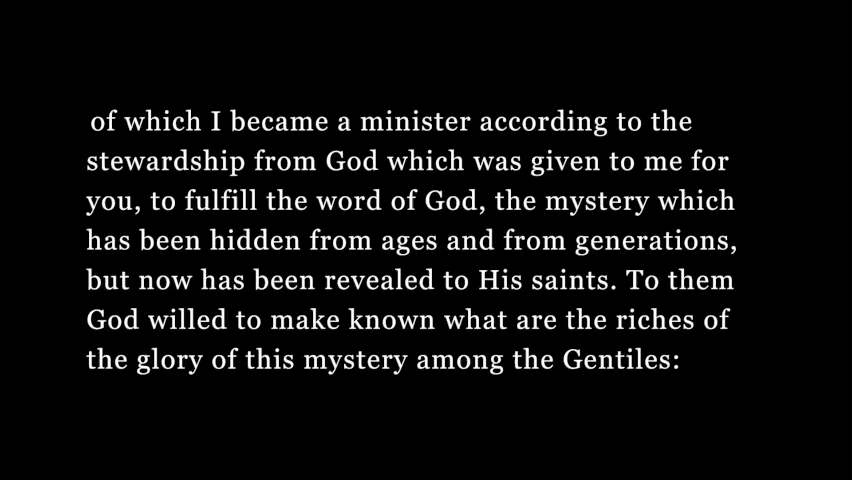 of which I became a minister according to the
stewardship from God which was given to me for
you, to fulfill the word of God, the mystery which
has been hidden from ages and from generations,
but now has been revealed to His saints. To them
God willed to make known what are the riches of
the glory of this mystery among the Gentiles: